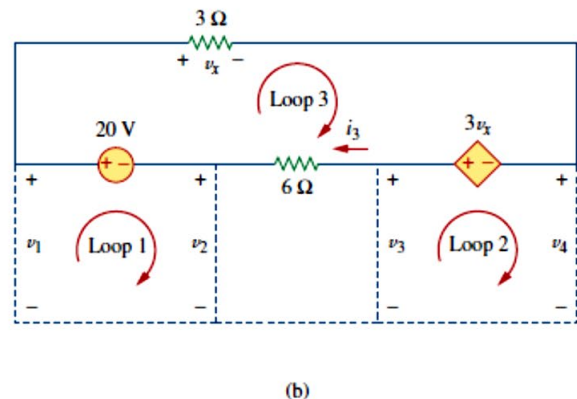 3 Ω
+ vx −
Loop 3
i3
20 V
3vx
+ −
+ −
6 Ω
+ + + +
v1 Loop 1 v2 v3 Loop 2 v4
− − − −
(b)